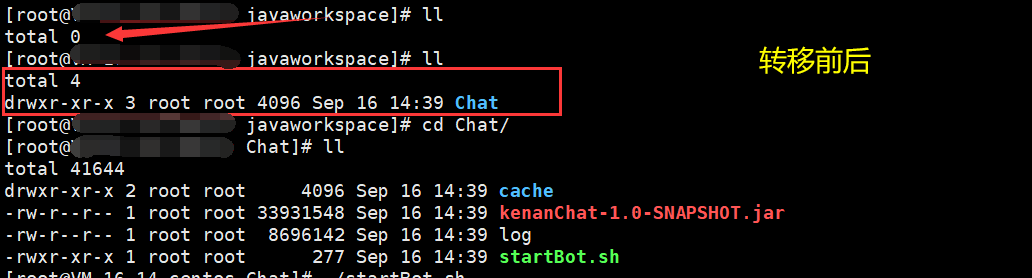 [root@ javaworkspace]# ll
total 0
[root@ javaworkspace]# ll
转移前后
total 4
drwxr-xr-x 3 root root 4096 Sep 16 14:39 Chat
[root@ javaworkspace]# cd Chat/
[root@ Chat]# ll
total 41644
drwxr-xr-x 2 root root 4096 Sep 16 14:39 cache
-rw-r--r-- 1 root root 33931548 Sep 16 14:39 kenanChat-1.0-SNAPSHOT.jar
-rw-r--r-- 1 root root 8696142 Sep 16 14:39 log
-rwxr-xr-x 1 root root 277 Sep 16 14:39 startBot.sh
[root@VM-16-14-centos Chat]# ./startBot.sh